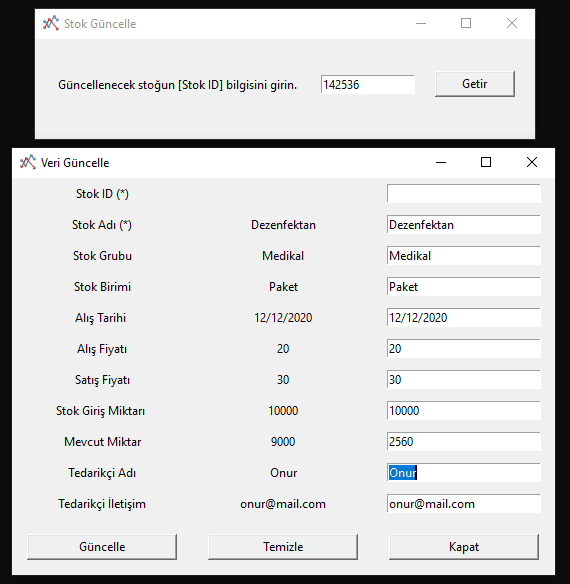 Stok Güncelle
Güncellenecek stoğun [Stok ID] bilgisini girin. 142536 Getir
Veri Güncelle
Stok ID (*)
Stok Adı (*) Dezenfektan Dezenfektan
Stok Grubu Medikal Medikal
Stok Birimi Paket Paket
Alış Tarihi 12/12/2020 12/12/2020
Alış Fiyatı 20 20
Satış Fiyatı 30 30
Stok Giriş Miktarı 10000 10000
Mevcut Miktar 9000 2560
Tedarikçi Adı Onur Onur
Tedarikçi İletişim onur@mail.com onur@mail.com
Güncelle Temizle Kapat